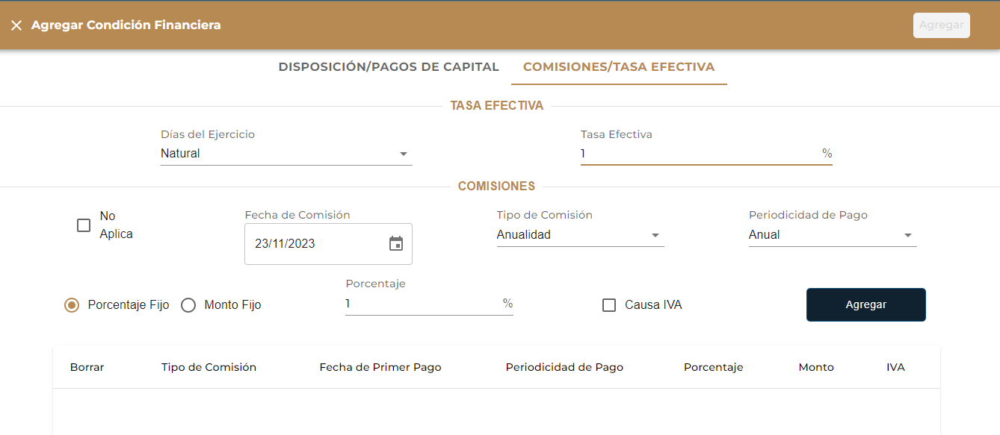 Agregar Condición Financiera
Agregar
DISPOSICIÓN/PAGOS DE CAPITAL
COMISIONES/TASA EFECTIVA
TASA EFECTIVA
Días del Ejercicio
Natural
Tasa Efectiva
1 %
COMISIONES
No
Aplica
Fecha de Comisión
23/11/2023
Tipo de Comisión
Anualidad
Periodicidad de Pago
Anual
Porcentaje Fijo
Monto Fijo
Porcentaje
1 %
Causa IVA
Agregar
Borrar Tipo de Comisión Fecha de Primer Pago Periodicidad de Pago Porcentaje Monto IVA